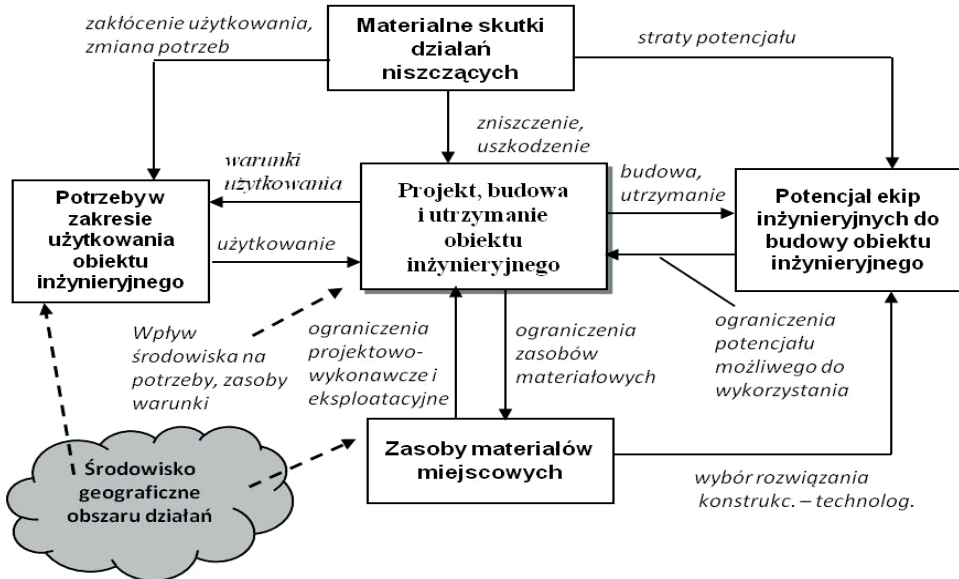 zakłócenie użytkowania,
zmiana potrzeb
Materialne skutki
działań
niszczących
straty potencjału
zniszczenie,
uszkodzenie
warunki
użytkowania
budowa,
utrzymanie
Potrzeby w
zakresie
użytkowania
obiektu
inżynieryjnego
Projekt, budowa
i utrzymanie
obiektu
inżynieryjnego
Potencjal ekip
inżynieryjnych do
budowy obiektu
inżynieryjnego
użytkowanie
Wpływ
środowiska na
potrzeby, zasoby
warunki
ograniczenia
projektowo-
wykonawcze i
eksploatacyjne
ograniczenia
zasobów
materiałowych
ograniczenia
potencjału
możliwego do
wykorzystania
Środowisko
geograficzne
obszaru działań
Zasoby materialów
miejscowych
wybór rozwiązania
konstrukc. – technolog.